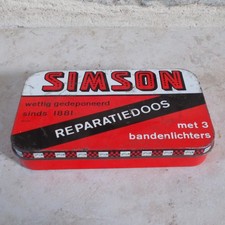 SIMSON
wettig gedeponeerd
sinds 1881
REPARATIEDOOS
met 3
bandenlichters